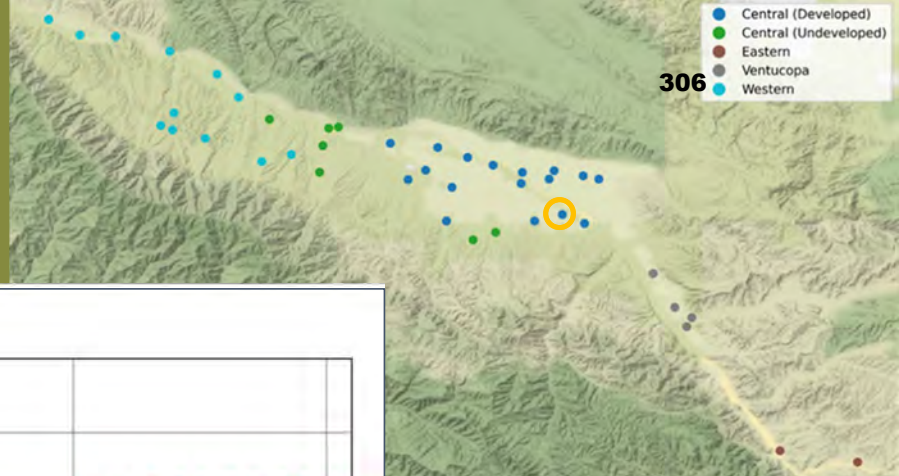 Central (Developed)
Central (Undeveloped)
Eastern
Ventucopa
306
Western